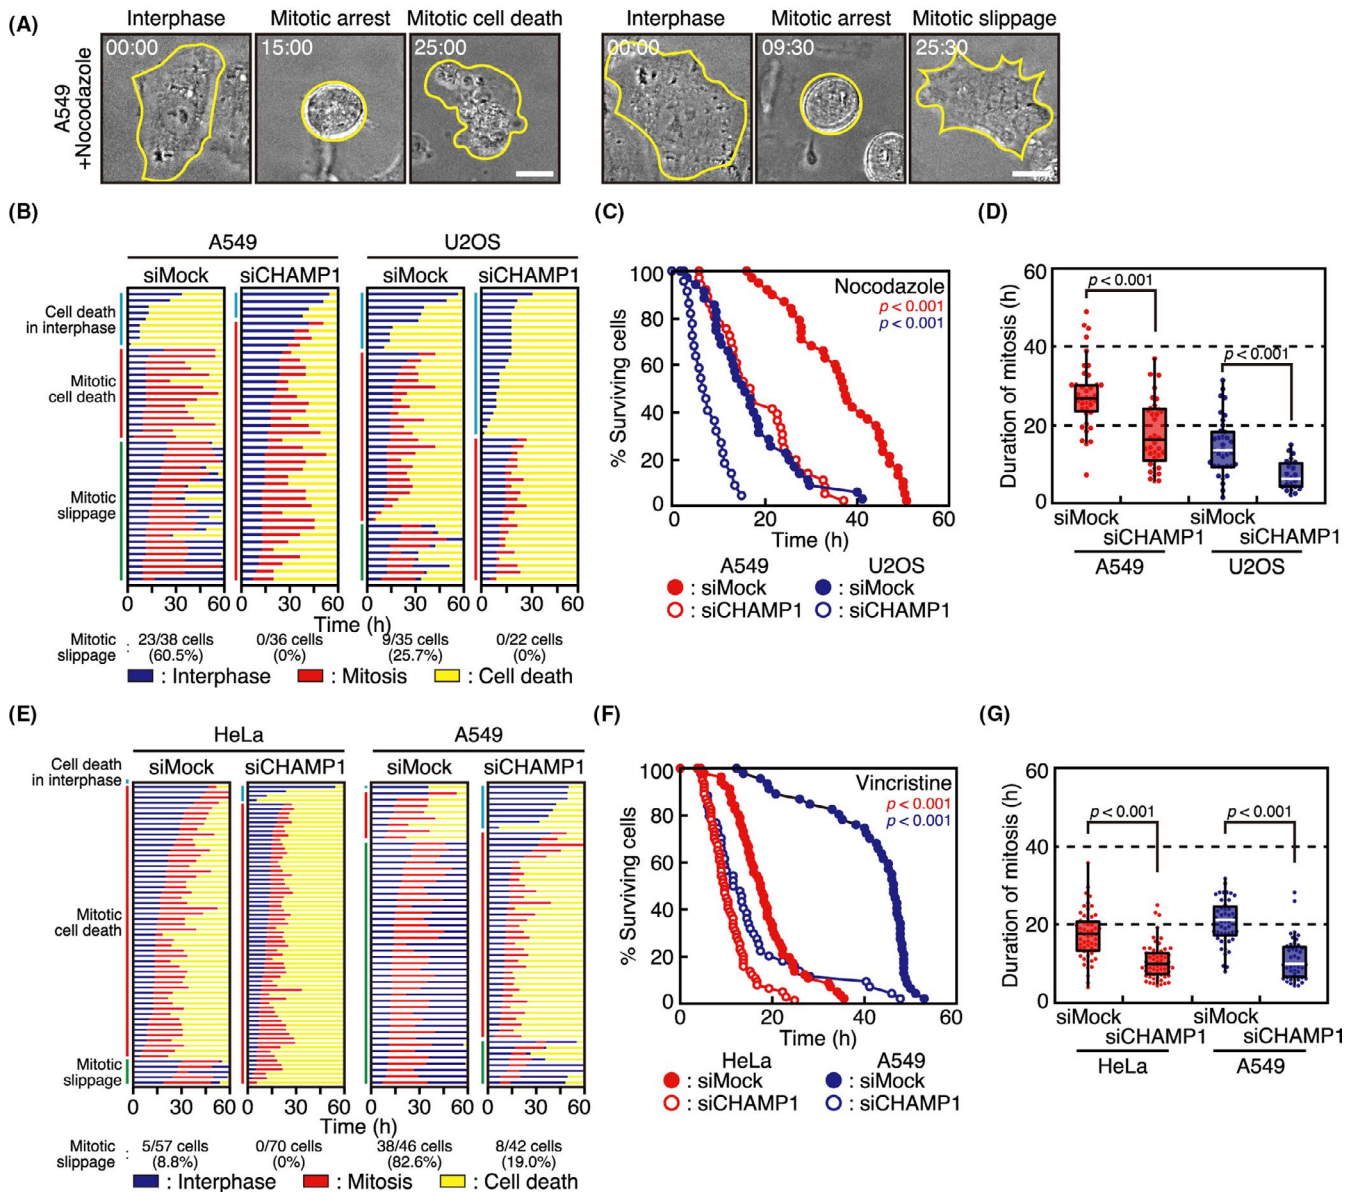 (A)
Interphase Mitotic arrest Mitotic cell death Interphase Mitotic arrest Mitotic slippage
A549
+Nocodazole
00:00 15:00 25:00 00:00 09:30 25:30
(B)
A549 U2OS
siMock siCHAMP1 siMock siCHAMP1
Cell death
in interphase
Mitotic
cell death
Mitotic
slippage
0 30 60 0 30 60 0 30 60 0 30 60
Time (h)
Mitotic
slippage :
23/38 cells 0/36 cells 9/35 cells 0/22 cells
(60.5%) (0%) (25.7%) (0%)
: Interphase : Mitosis : Cell death
(C)
% Surviving cells
100
80
60
40
20
0
Nocodazole
p < 0.001
p < 0.001
0 20 40 60
Time (h)
A549 U2OS
: siMock : siMock
: siCHAMP1 : siCHAMP1
(D)
Duration of mitosis (h)
60
40
20
0
p < 0.001
p < 0.001
siMock siMock
siCHAMP1 siCHAMP1
A549 U2OS
(E)
HeLa A549
siMock siCHAMP1 siMock siCHAMP1
Cell death
in interphase
Mitotic
cell death
Mitotic
slippage
0 30 60 0 30 60 0 30 60 0 30 60
Time (h)
Mitotic
slippage :
5/57 cells 0/70 cells 38/46 cells 8/42 cells
(8.8%) (0%) (82.6%) (19.0%)
: Interphase : Mitosis : Cell death
(F)
% Surviving cells
100
80
60
40
20
0
Vincristine
p < 0.001
p < 0.001
0 20 40 60
Time (h)
HeLa A549
: siMock : siMock
: siCHAMP1 : siCHAMP1
(G)
Duration of mitosis (h)
60
40
20
0
p < 0.001 p < 0.001
siMock siMock
siCHAMP1 siCHAMP1
HeLa A549